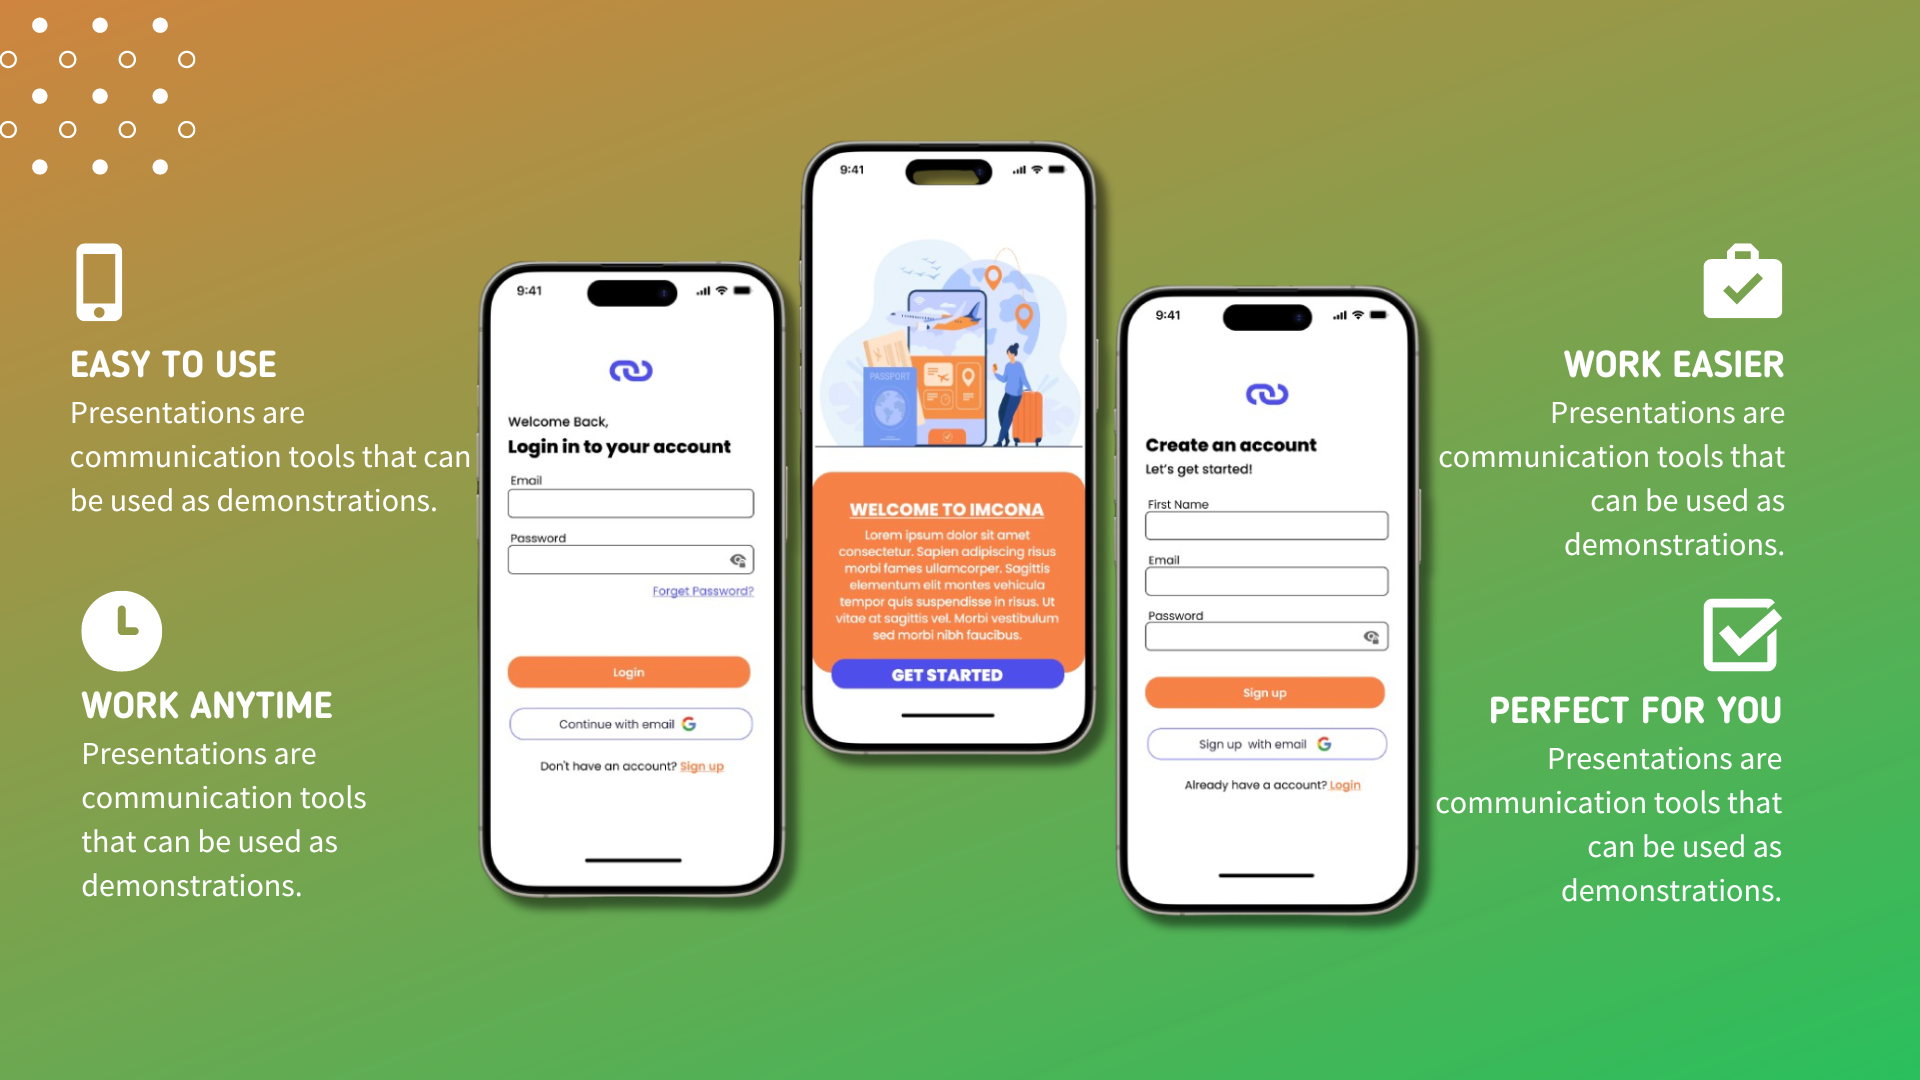 EASY TO USE
Presentations are
communication tools that can
be used as demonstrations.
WORK ANYTIME
Presentations are
communication tools
that can be used as
demonstrations.
9:41
Welcome Back,
Login in to your account
Email
Password
Forget Password?
Login
Continue with email
Don't have an account? Sign up
9:41
PASSPORT
WELCOME TO IMCONA
Lorem ipsum dolor sit amet
consectetur. Sapien adipiscing risus
morbi fames ullamcorper. Sagittis
elementum elit montes vehicula
tempor quis suspendisse in risus. Ut
vitae at sagittis vel. Morbi vestibulum
sed morbi nibh faucibus.
GET STARTED
9:41
Create an account
Let's get started!
First Name
Email
Password
Sign up
Sign up with email
Already have a account? Login
WORK EASIER
Presentations are
communication tools that
can be used as
demonstrations.
PERFECT FOR YOU
Presentations are
communication tools that
can be used as
demonstrations.